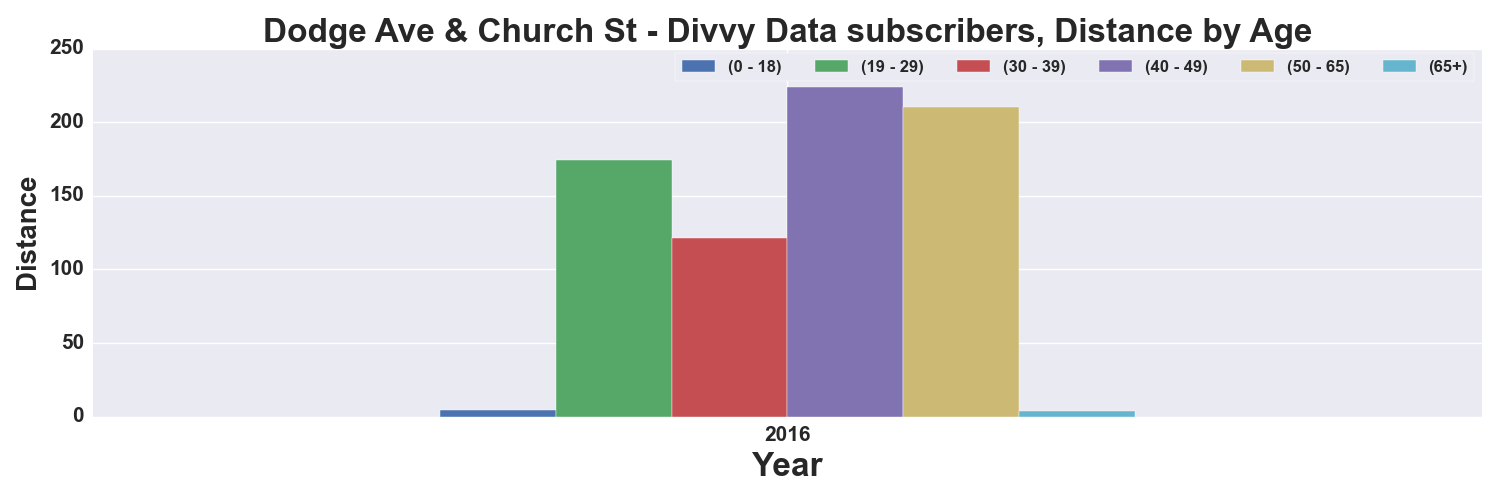 Dodge Ave & Church St - Divvy Data subscribers, Distance by Age
(0 - 18) (19 - 29) (30 - 39) (40 - 49) (50 - 65) (65+)
250
200
150
100
50
0
Distance
2016
Year